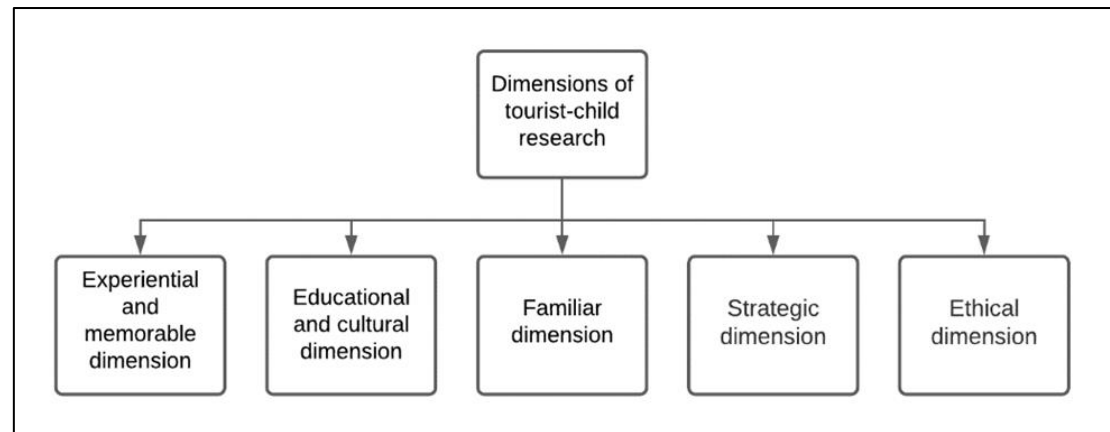 Dimensions of
tourist-child
research
Experiential
and
memorable
dimension
Educational
and cultural
dimension
Familiar
dimension
Strategic
dimension
Ethical
dimension